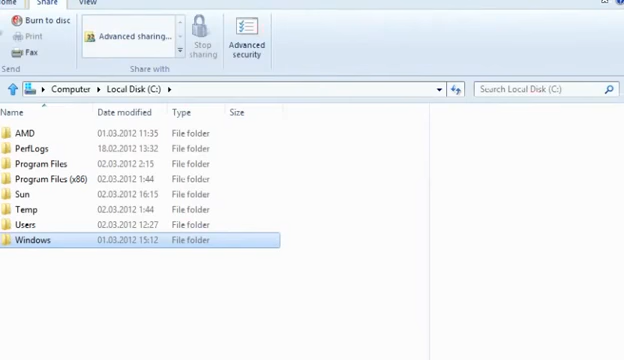 Home Share View
Burn to disc
Print
Fax
Send
Advanced sharing...
Stop sharing
Share with
Advanced security
Computer Local Disk (C:)
Search Local Disk (C:)
Name Date modified Type Size
AMD 01.03.2012 11:35 File folder
PerfLogs 18.02.2012 13:32 File folder
Program Files 02.03.2012 2:15 File folder
Program Files (x86) 02.03.2012 1:44 File folder
Sun 02.03.2012 16:15 File folder
Temp 02.03.2012 1:44 File folder
Users 02.03.2012 12:27 File folder
Windows 01.03.2012 15:12 File folder